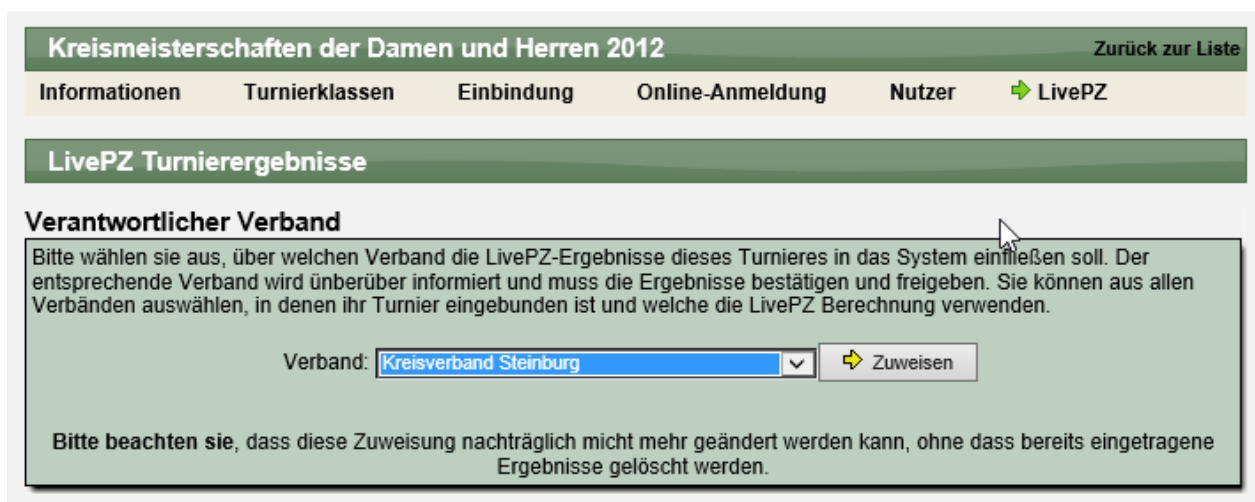 Kreismeisterschaften der Damen und Herren 2012 Zurück zur Liste
Informationen Turnierklassen Einbindung Online-Anmeldung Nutzer LivePZ
LivePZ Turnierergebnisse
Verantwortlicher Verband
Bitte wählen sie aus, über welchen Verband die LivePZ-Ergebnisse dieses Turnieres in das System einfließen soll. Der
entsprechende Verband wird ünberüber informiert und muss die Ergebnisse bestätigen und freigeben. Sie können aus allen
Verbänden auswählen, in denen ihr Turnier eingebunden ist und welche die LivePZ Berechnung verwenden.
Verband: Kreisverband Steinburg Zuweisen
Bitte beachten sie, dass diese Zuweisung nachträglich micht mehr geändert werden kann, ohne dass bereits eingetragene
Ergebnisse gelöscht werden.